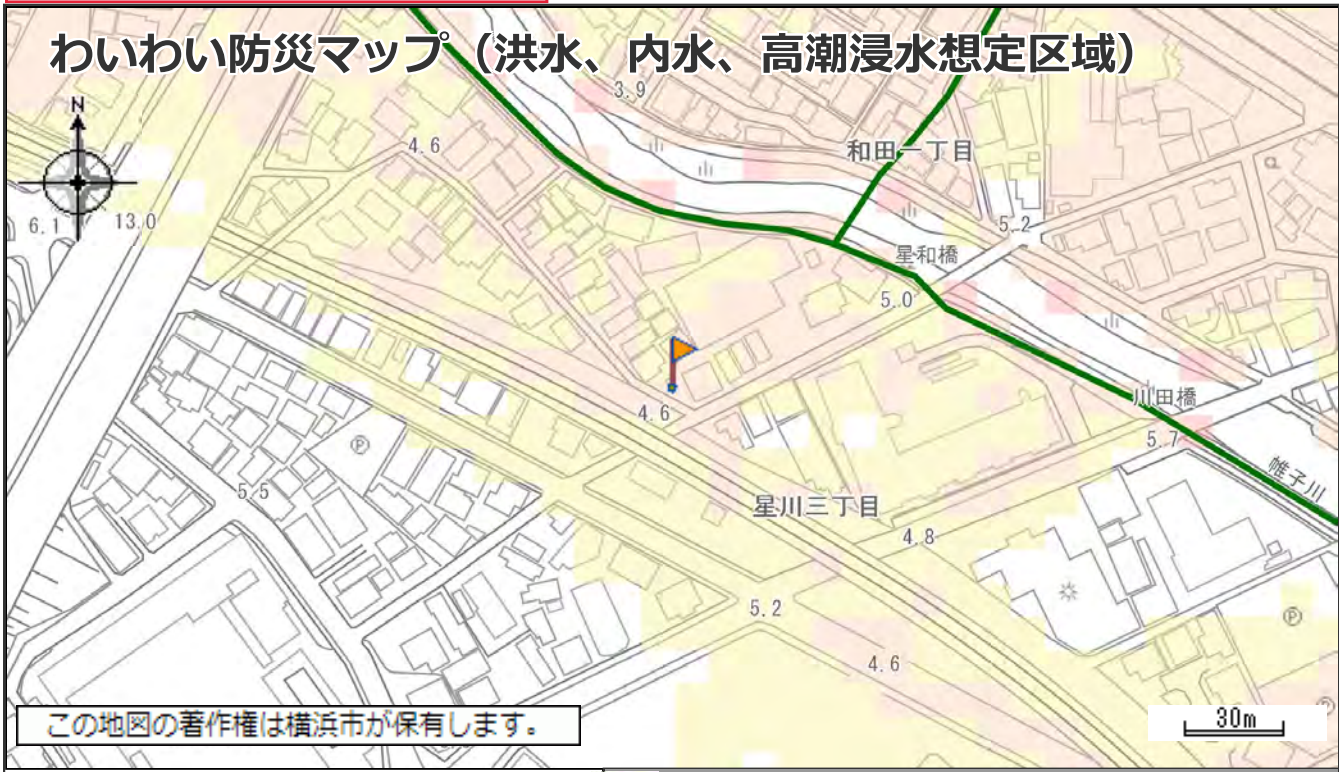 わいわい防災マップ（洪水、内水、高潮浸水想定区域）
3.9
N
4.6
和田一丁目
6.1
13.0
5.2
星和橋
5.0
4.6
川田橋
5.7
帷子川
5.5
星川三丁目
4.8
P
5.2
P
4.6
この地図の著作権は横浜市が保有します。
30m